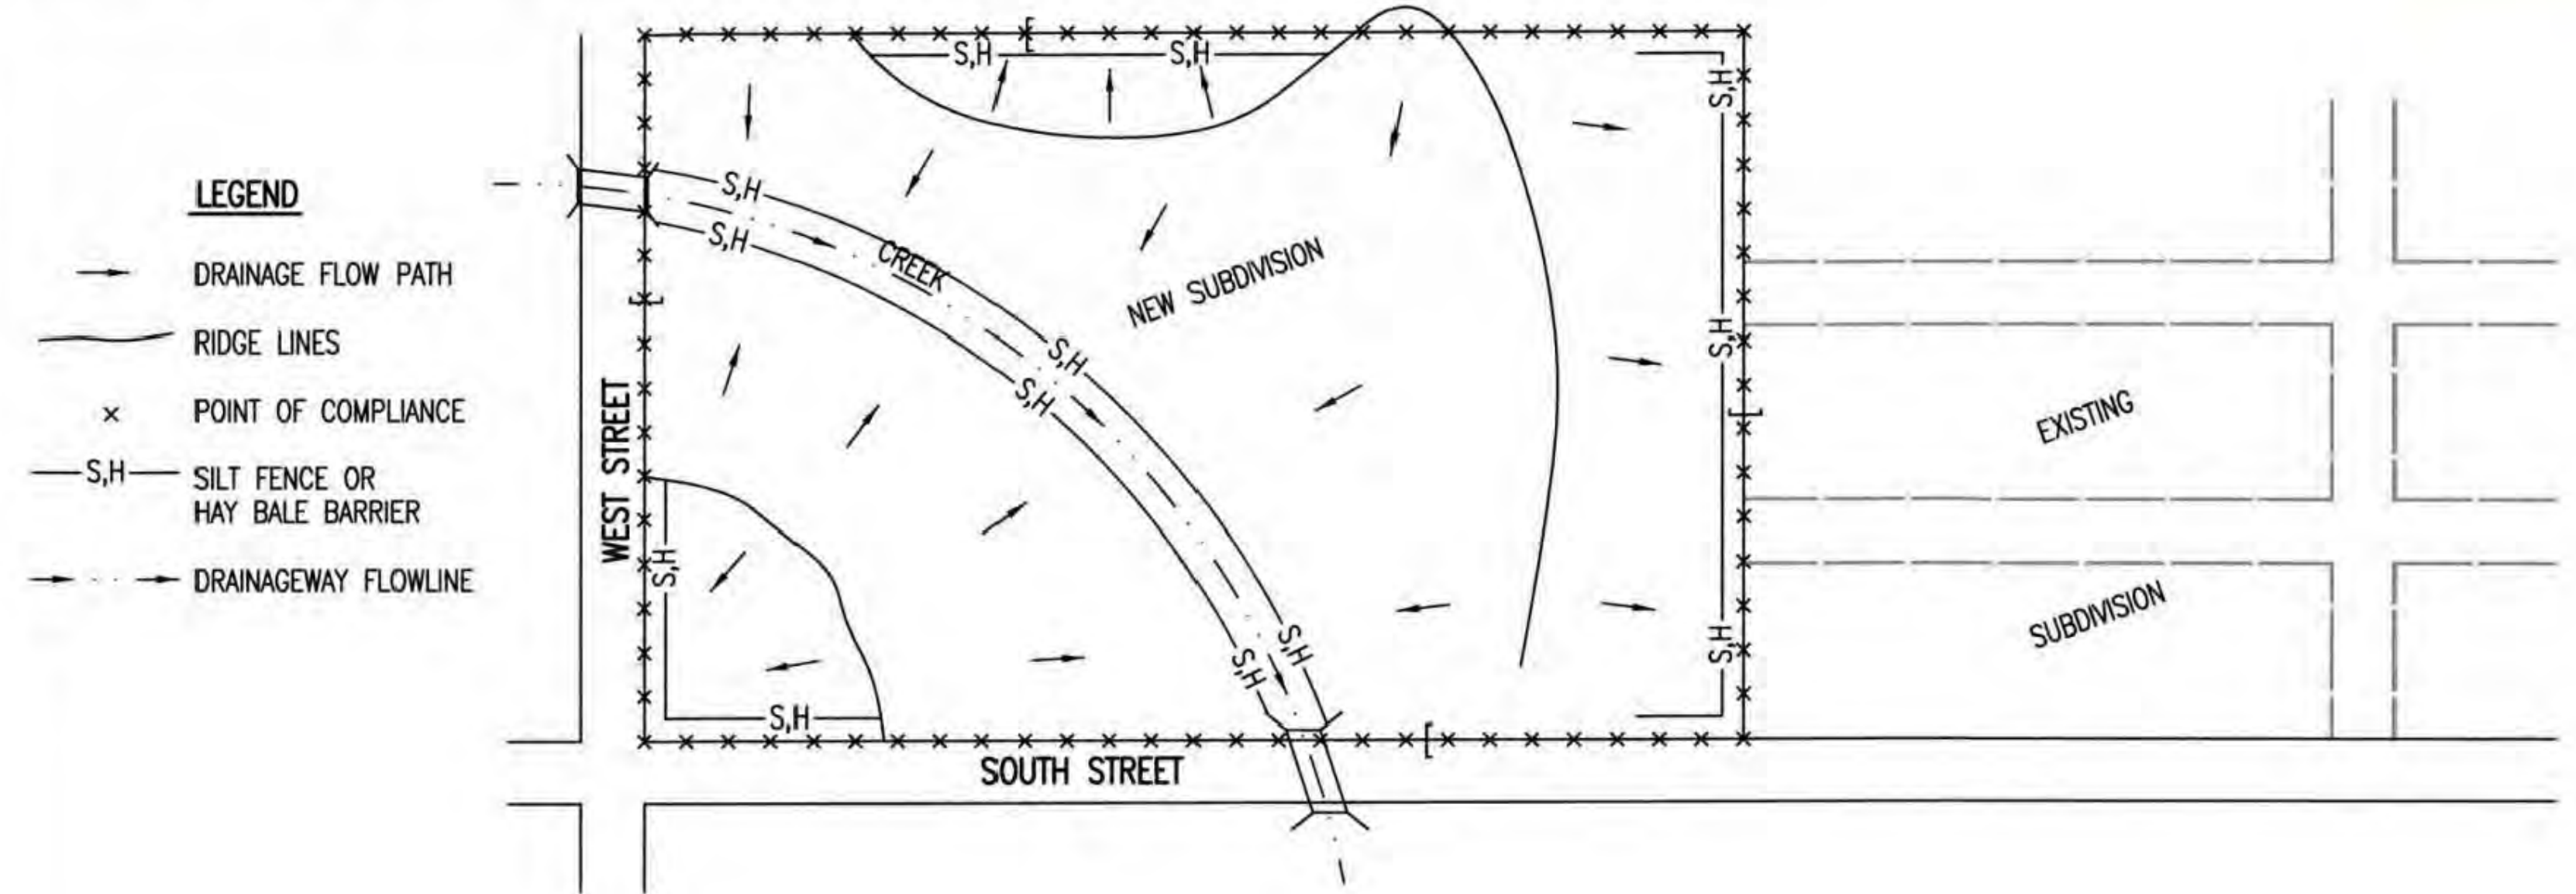 LEGEND
DRAINAGE FLOW PATH
RIDGE LINES
POINT OF COMPLIANCE
S,H
SILT FENCE OR
HAY BALE BARRIER
DRAINAGEWAY FLOWLINE
S,H
S,H
S,H
S,H
S,H
CREEK
NEW SUBDIVISION
S,H
S,H
S,H
WEST STREET
EXISTING
S,H
S,H
S,H
S,H
SUBDIVISION
S,H
S,H
SOUTH STREET